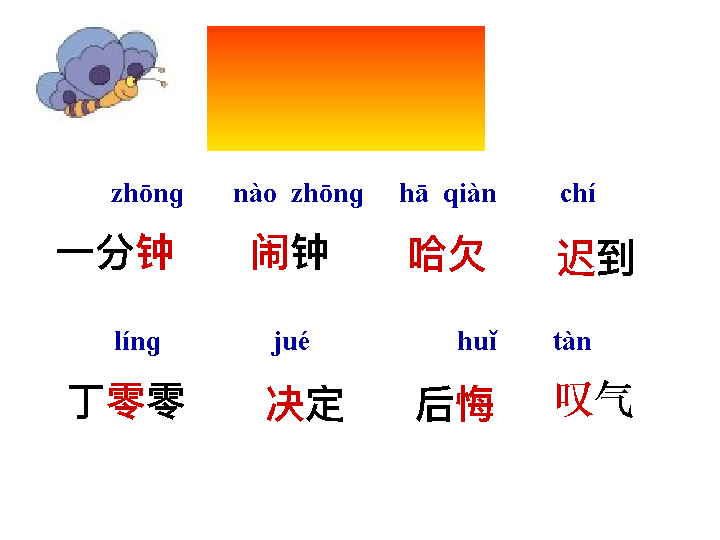 zhōng nào zhōng hā qiàn chí
一分钟 闹钟 哈欠 迟到
líng jué huǐ tàn
丁零零 决定 后悔 叹气